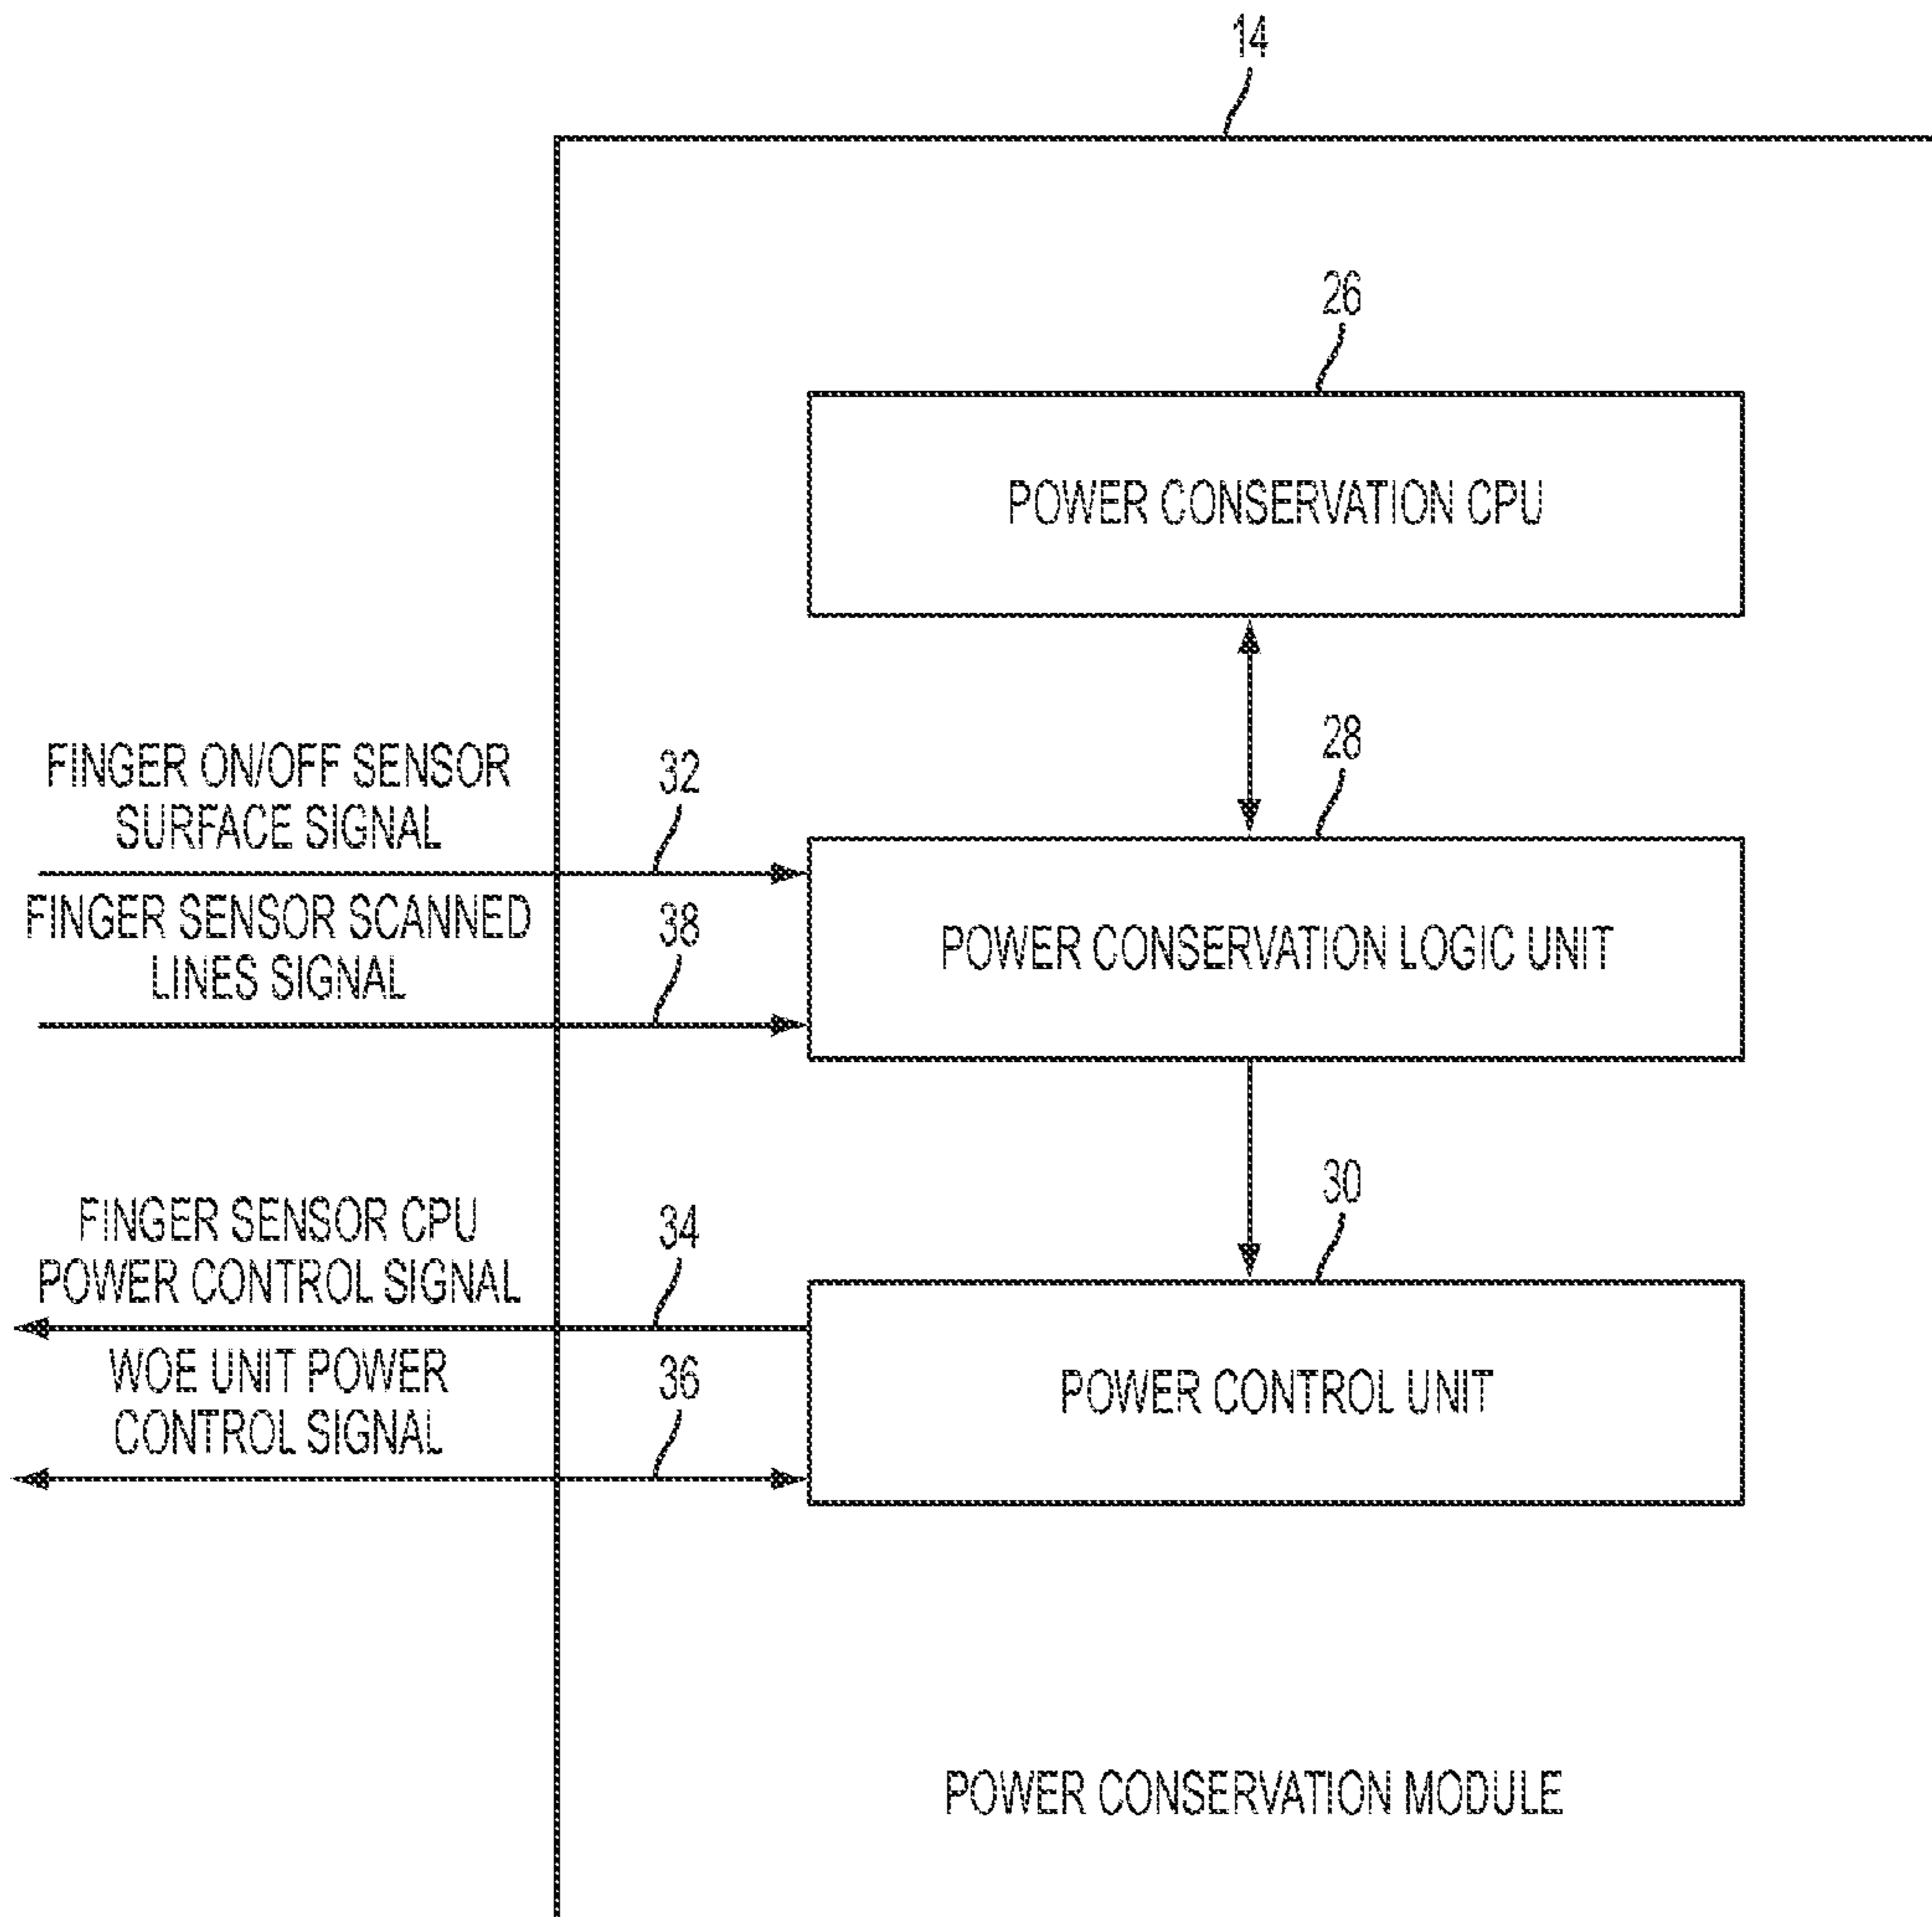 14
26
POWER CONSERVATION CPU
28
FINGER ON/OFF SENSOR
SURFACE SIGNAL
32
FINGER SENSOR SCANNED
LINES SIGNAL
38
POWER CONSERVATION LOGIC UNIT
30
FINGER SENSOR CPU
POWER CONTROL SIGNAL
34
WOE UNIT POWER
CONTROL SIGNAL
36
POWER CONTROL UNIT
POWER CONSERVATION MODULE